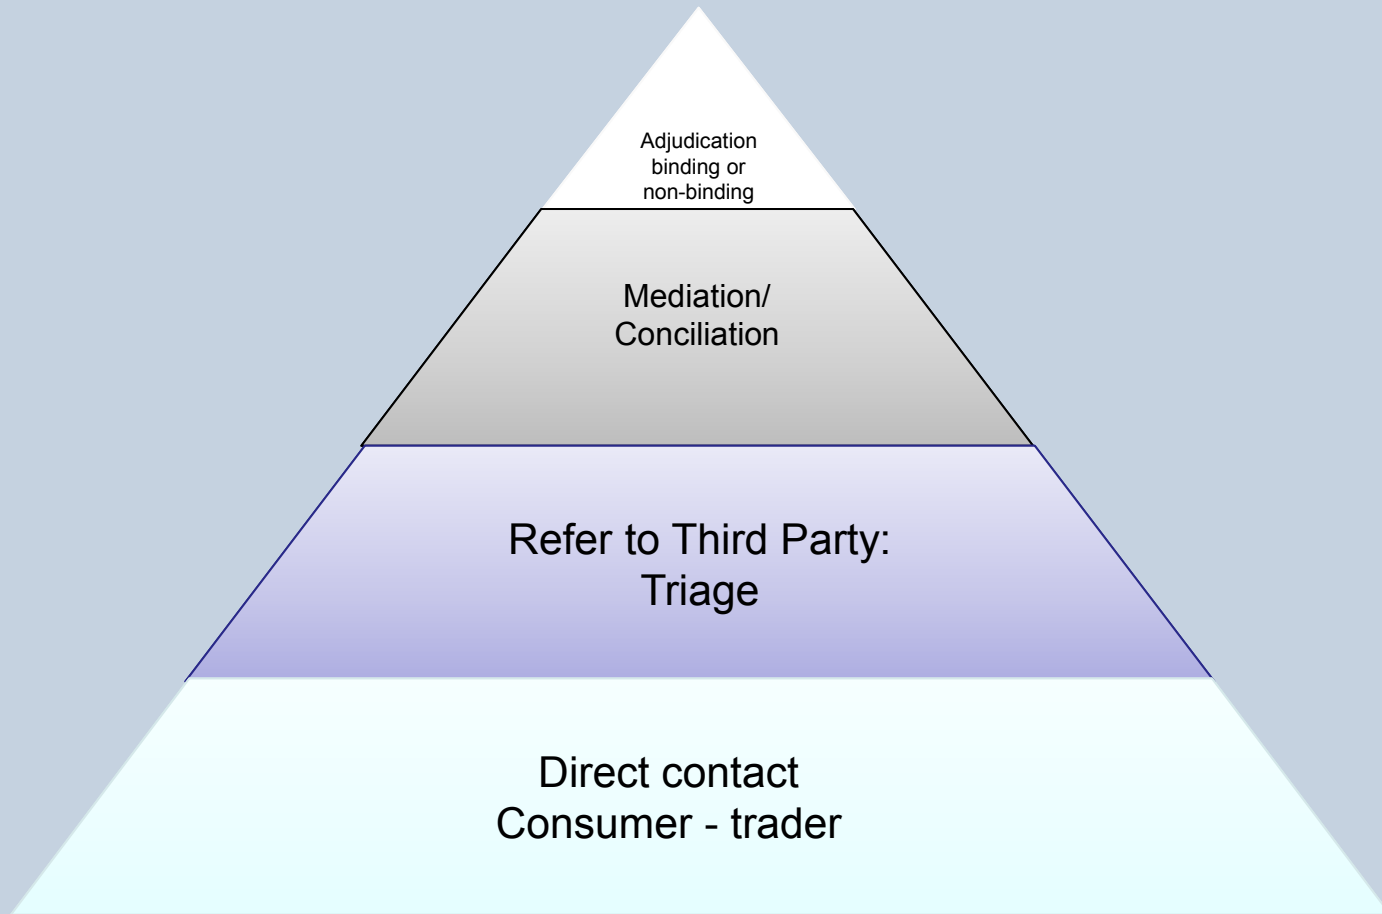 Adjudication
binding or
non-binding
Mediation/
Conciliation
Refer to Third Party:
Triage
Direct contact
Consumer - trader